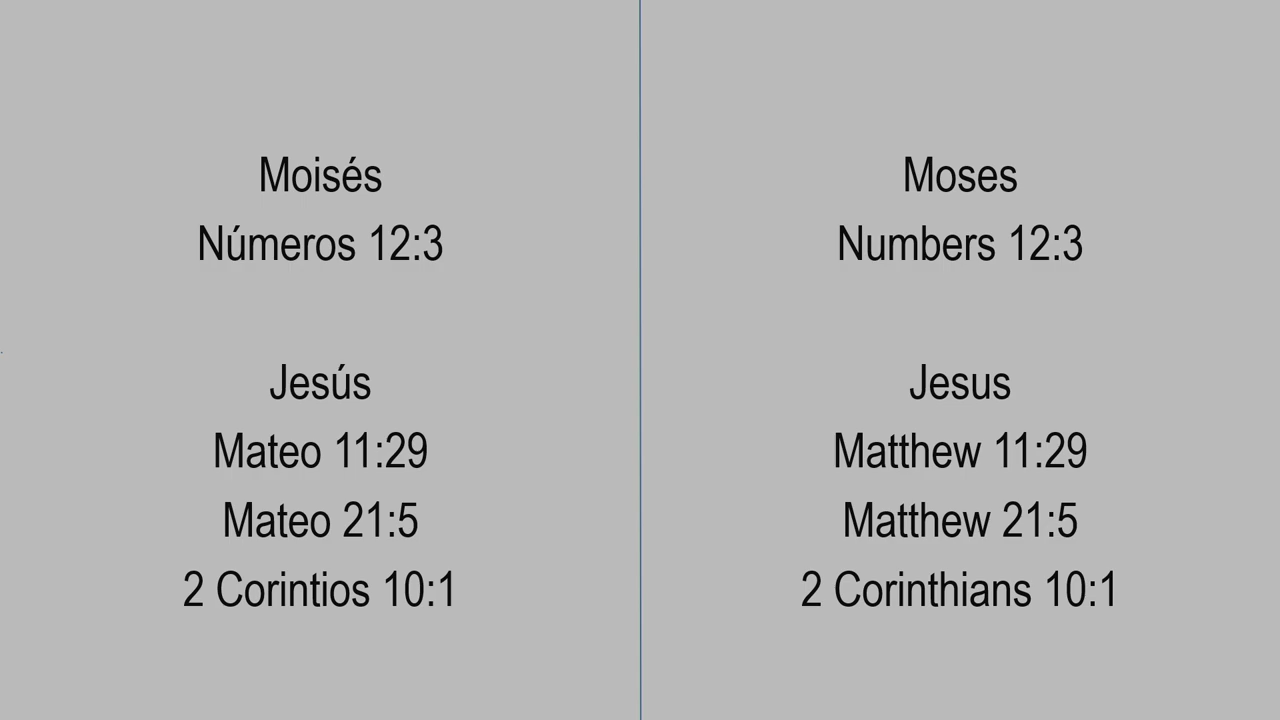 Moisés
Números 12:3
Jesús
Mateo 11:29
Mateo 21:5
2 Corintios 10:1
Moses
Numbers 12:3
Jesus
Matthew 11:29
Matthew 21:5
2 Corinthians 10:1